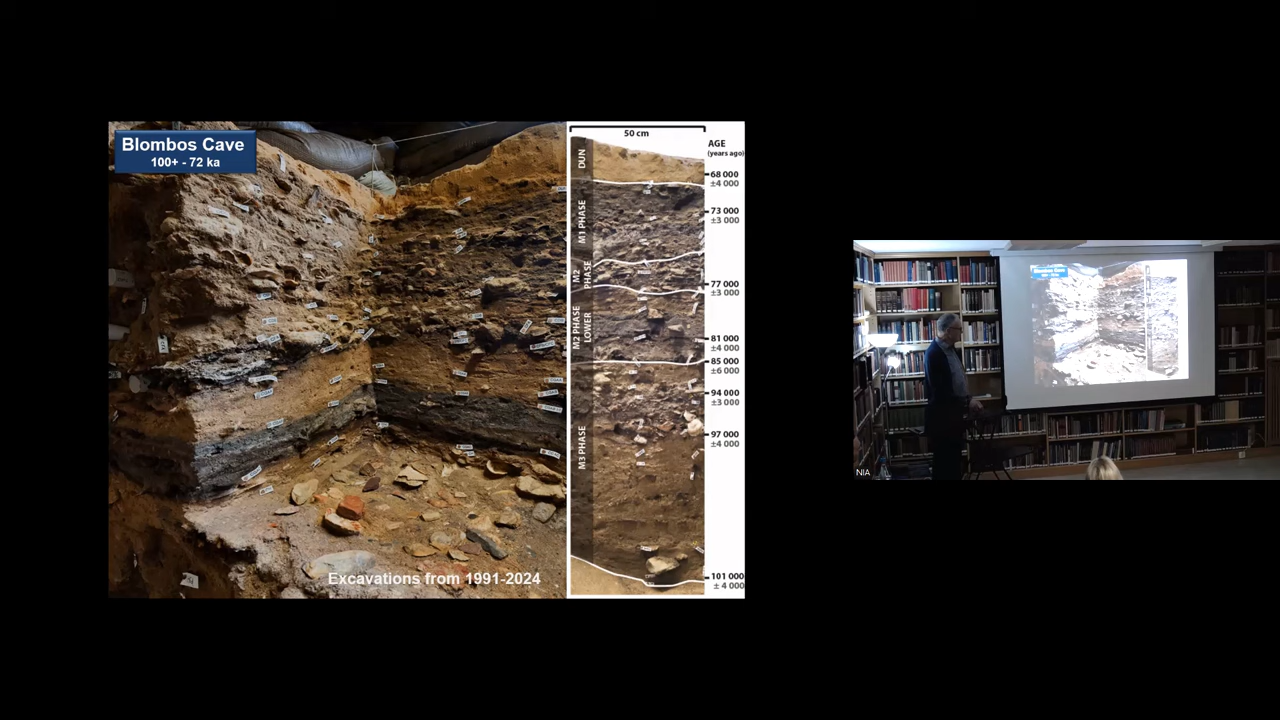 Blombos Cave
100+ - 72 ka
50 cm
AGE
(years ago)
DUN
68 000
±4 000
M1 PHASE
73 000
±3 000
M2
PHASE
77 000
±3 000
M2 PHASE
LOWER
81 000
±4 000
85 000
±6 000
94 000
±3 000
M3 PHASE
97 000
±4 000
101 000
± 4 000
Excavations from 1991-2024
Blombos Cave
NIA